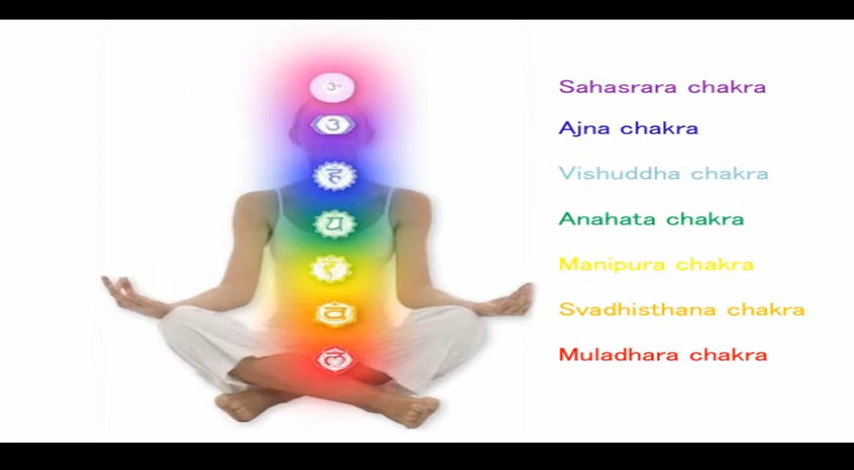 ॐ
Sahasrara chakra
ॐ
Ajna chakra
हं
Vishuddha chakra
यं
Anahata chakra
रं
Manipura chakra
वं
Svadhisthana chakra
लं
Muladhara chakra